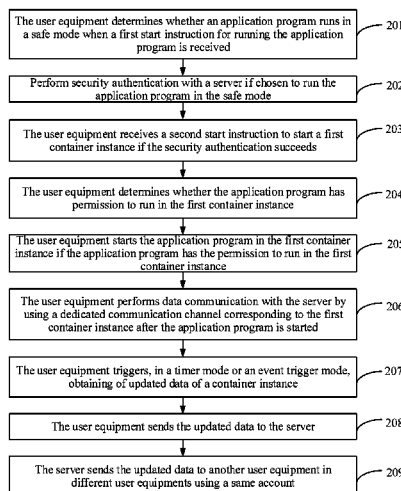 The user equipment determines whether an application program runs in
a safe mode when a first start instruction for running the application
program is received
201
Perform security authentication with a server if chosen to run the
application program in the safe mode
202
The user equipment receives a second start instruction to start a first
container instance if the security authentication succeeds
203
The user equipment determines whether the application program has
permission to run in the first container instance
204
The user equipment starts the application program in the first container
instance if the application program has the permission to run in the first
container instance
205
The user equipment performs data communication with the server by
using a dedicated communication channel corresponding to the first
container instance after the application program is started
206
The user equipment triggers, in a timer mode or an event trigger mode,
obtaining of updated data of a container instance
207
The user equipment sends the updated data to the server
208
The server sends the updated data to another user equipment in
different user equipments using a same account
209